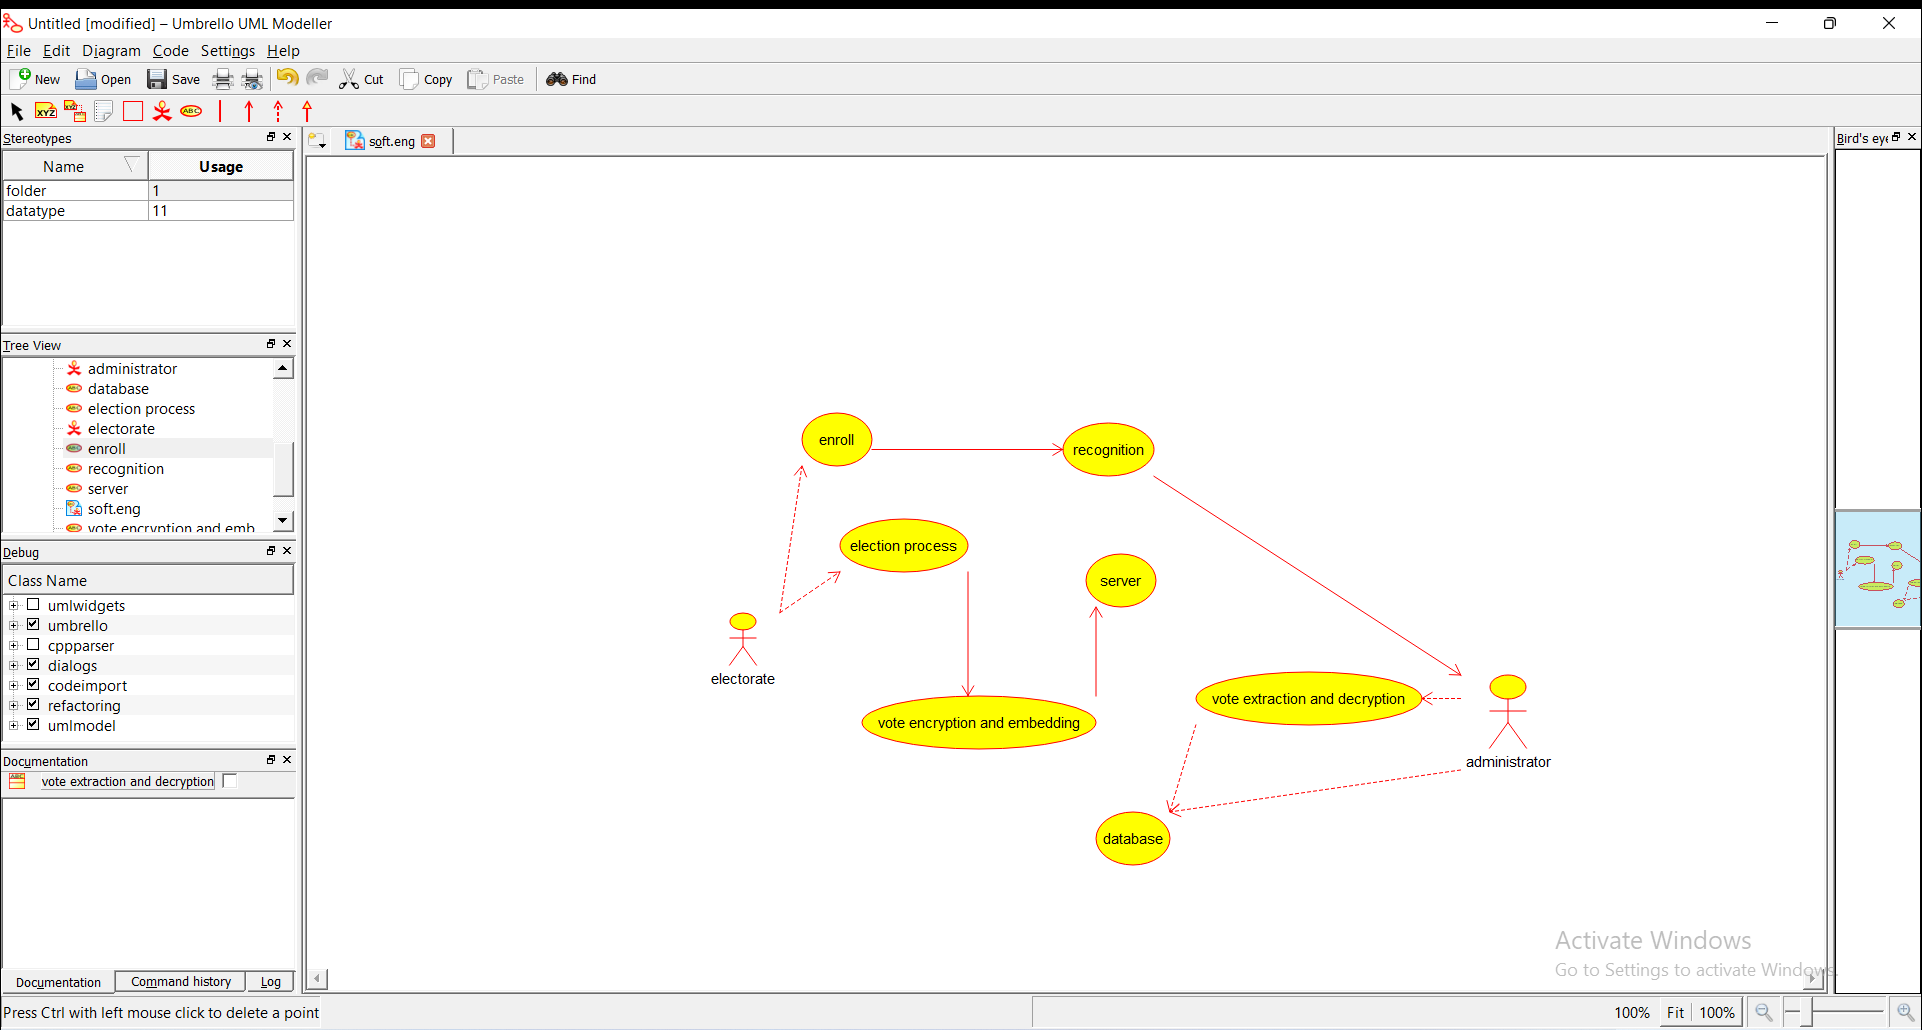 Untitled [modified] – Umbrello UML Modeller
File Edit Diagram Code Settings Help
New Open Save Cut Copy Paste Find
XYZ XYZ ABC
Stereotypes
Name Usage
folder 1
datatype 11
Tree View
administrator
database
election process
electorate
enroll
recognition
server
soft.eng
vote encryption and emb
Debug
Class Name
umlwidgets
umbrello
cppparser
dialogs
codeimport
refactoring
umlmodel
Documentation
vote extraction and decryption
Documentation Command history Log
Press Ctrl with left mouse click to delete a point
soft.eng
enroll
recognition
election process
server
electorate
vote encryption and embedding
vote extraction and decryption
administrator
database
Bird's eye
Activate Windows
Go to Settings to activate Windows.
100% Fit 100%